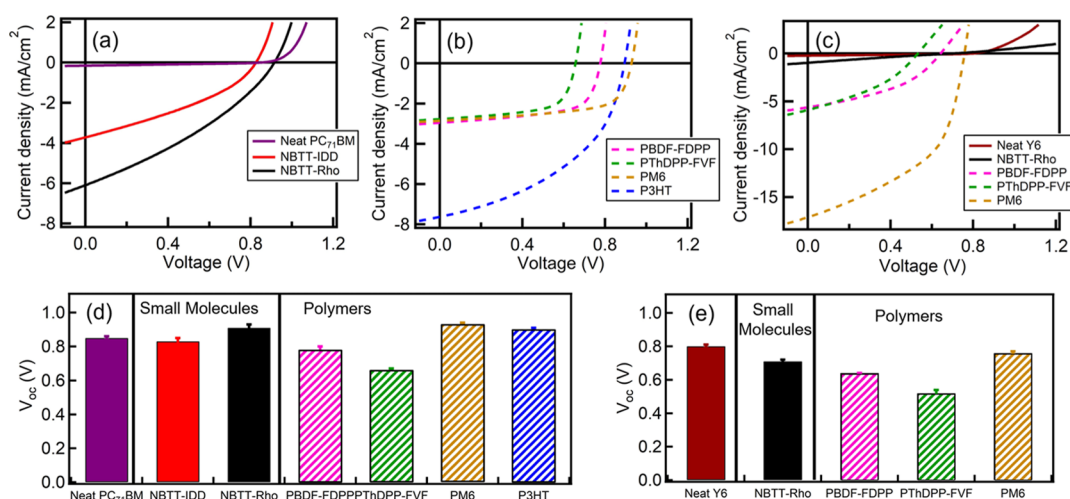 (a)
Current density (mA/cm²)
2
0
-2
-4
-6
-8
Neat PC₇₁BM
NBTT-IDD
NBTT-Rho
0.0 0.4 0.8 1.2
Voltage (V)
(b)
Current density (mA/cm²)
2
0
-2
-4
-6
-8
PBDF-FDPP
PThDPP-FVF
PM6
P3HT
0.0 0.4 0.8 1.2
Voltage (V)
(c)
Current density (mA/cm²)
0
-5
-10
-15
Neat Y6
NBTT-Rho
PBDF-FDPP
PThDPP-FVF
PM6
0.0 0.4 0.8 1.2
Voltage (V)
(d)
Small Molecules Polymers
Voc (V)
1.0
0.8
0.6
0.4
0.2
0.0
Neat PC₇₁BM NBTT-IDD NBTT-Rho PBDF-FDPP PThDPP-FVF PM6 P3HT
(e)
Small
Molecules
Polymers
Voc (V)
1.0
0.8
0.6
0.4
0.2
0.0
Neat Y6 NBTT-Rho PBDF-FDPP PThDPP-FVF PM6